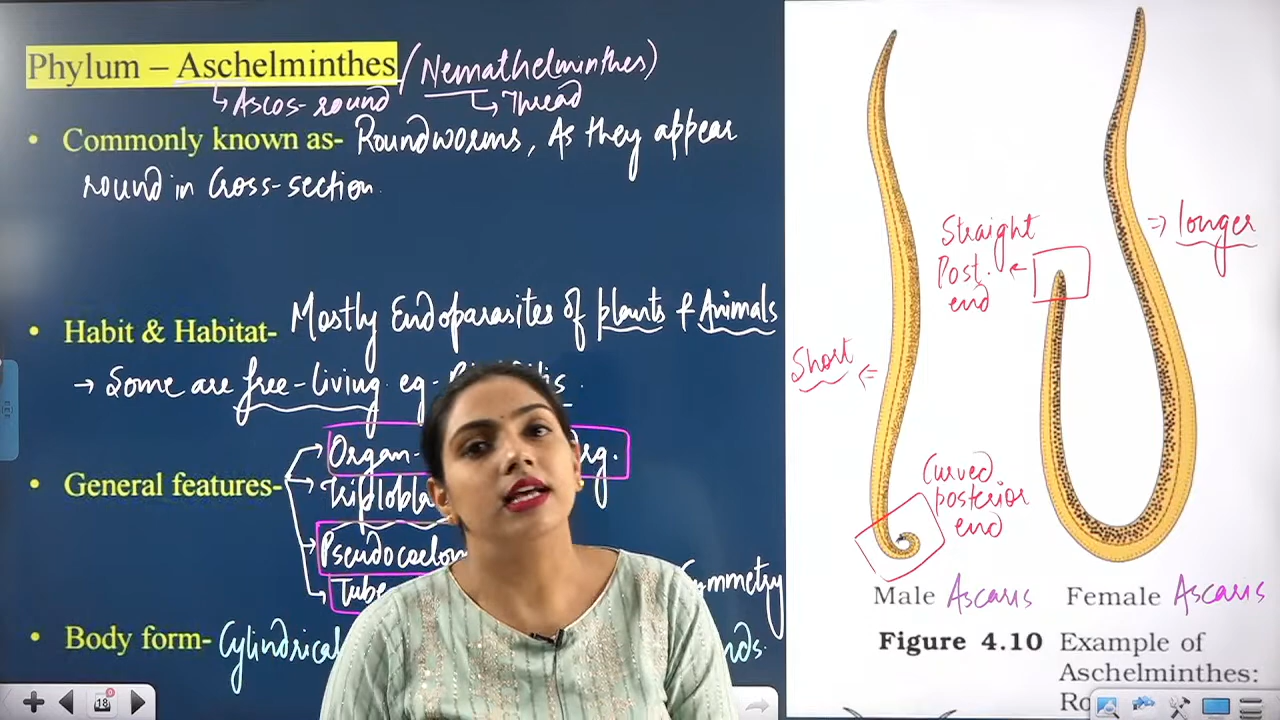 Phylum – Aschelminthes / (Nemathelminthes)
Ascos-round
Thread
• Commonly known as- Roundworms, As they appear
round in Cross-section.
• Habit & Habitat- Mostly Endoparasites of plants & Animals
→ Some are free-living eg-
• General features-
Organ-
Tube
Symmetry
• Body form- Cylindrical
18
Straight
Post.
end
⇒ longer
Short
Curved
posterior
end
Male Ascaris Female Ascaris
Figure 4.10 Example of
Aschelminthes: